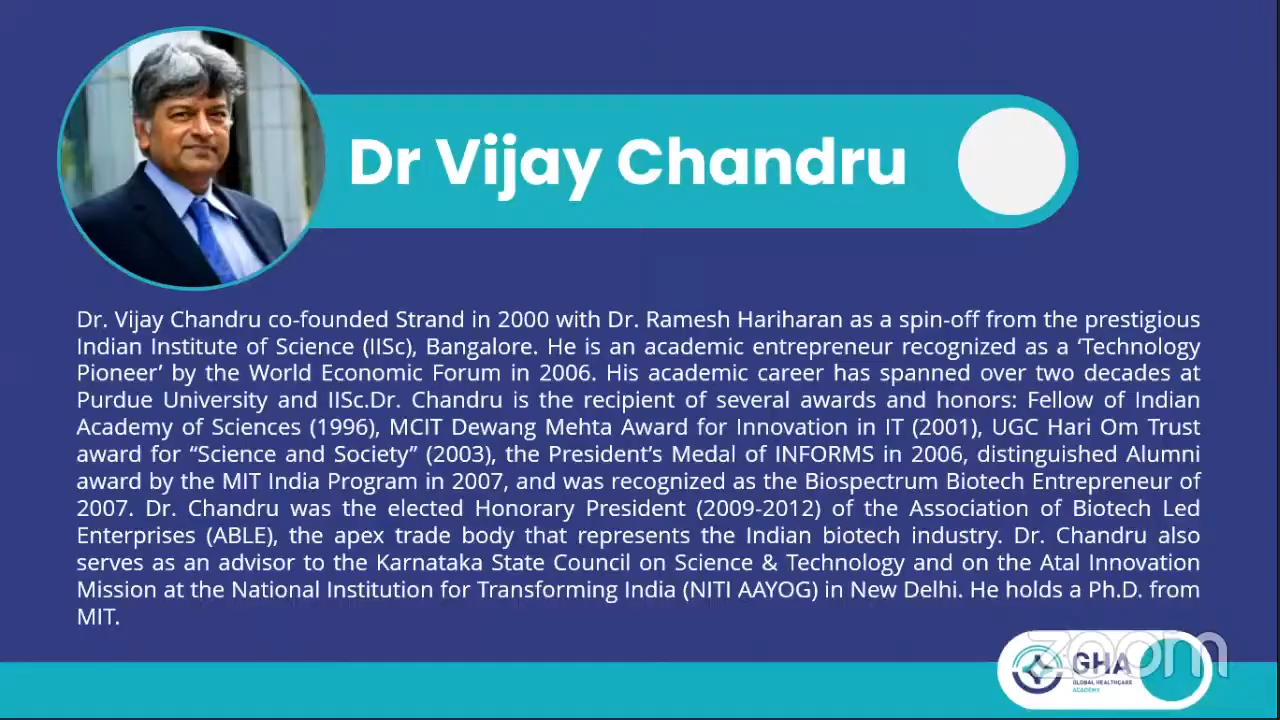 Dr Vijay Chandru
Dr. Vijay Chandru co-founded Strand in 2000 with Dr. Ramesh Hariharan as a spin-off from the prestigious
Indian Institute of Science (IISc), Bangalore. He is an academic entrepreneur recognized as a ‘Technology
Pioneer’ by the World Economic Forum in 2006. His academic career has spanned over two decades at
Purdue University and IISc.Dr. Chandru is the recipient of several awards and honors: Fellow of Indian
Academy of Sciences (1996), MCIT Dewang Mehta Award for Innovation in IT (2001), UGC Hari Om Trust
award for “Science and Society” (2003), the President’s Medal of INFORMS in 2006, distinguished Alumni
award by the MIT India Program in 2007, and was recognized as the Biospectrum Biotech Entrepreneur of
2007. Dr. Chandru was the elected Honorary President (2009-2012) of the Association of Biotech Led
Enterprises (ABLE), the apex trade body that represents the Indian biotech industry. Dr. Chandru also
serves as an advisor to the Karnataka State Council on Science & Technology and on the Atal Innovation
Mission at the National Institution for Transforming India (NITI AAYOG) in New Delhi. He holds a Ph.D. from
MIT.
zoom
GHA
GLOBAL HEALTHCARE
ACADEMY